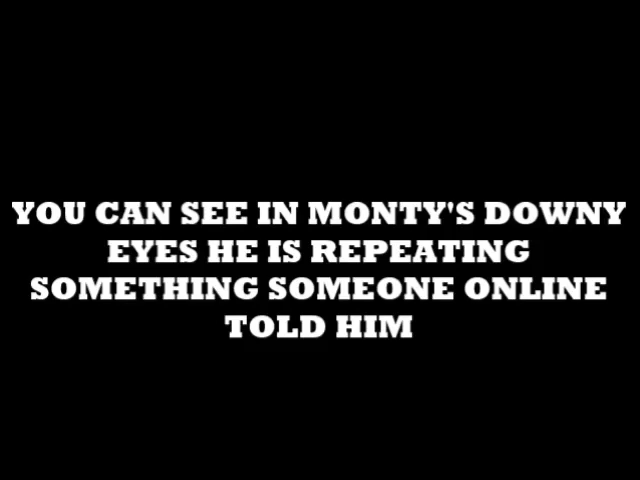 YOU CAN SEE IN MONTY'S DOWNY
EYES HE IS REPEATING
SOMETHING SOMEONE ONLINE
TOLD HIM